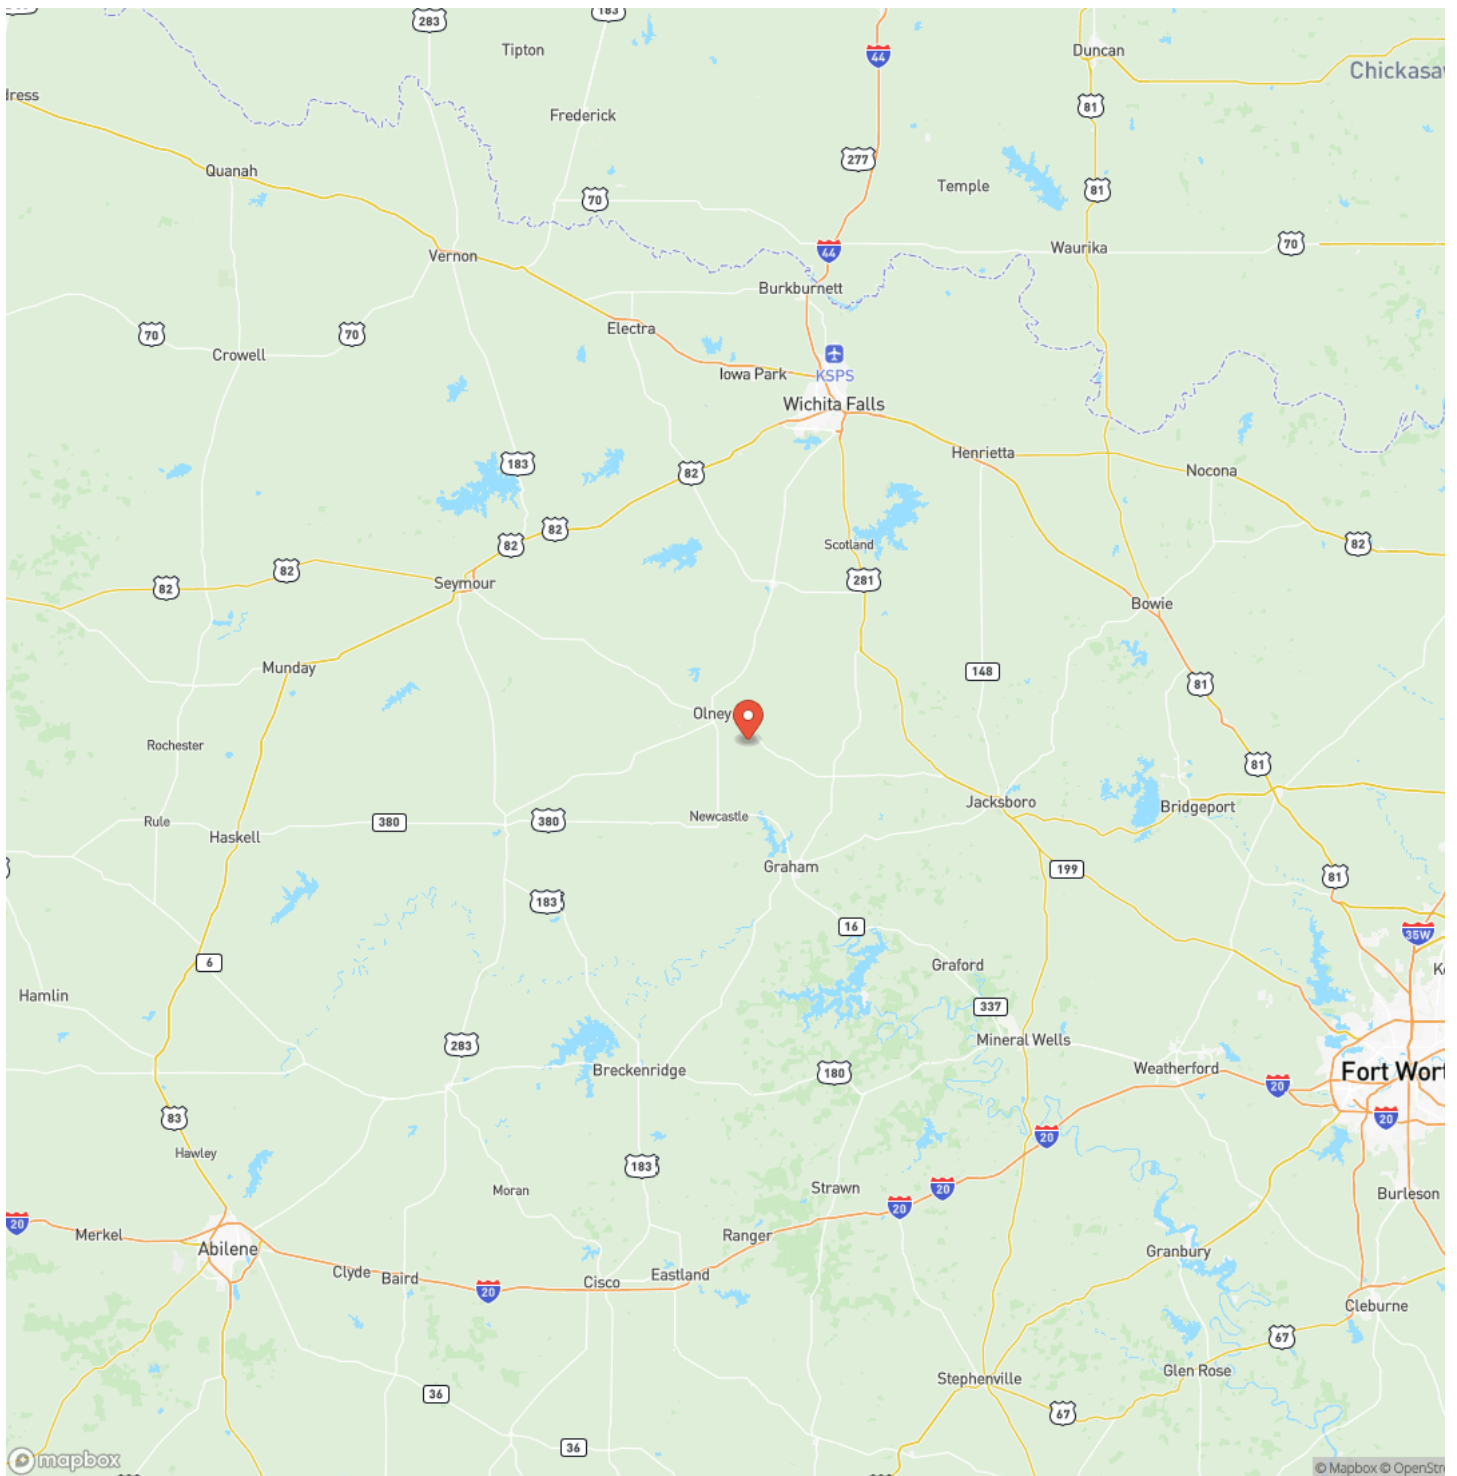 283
183
Tipton
44
Duncan
Chickasa
dress
81
Frederick
277
Quanah
Temple
81
70
Waurika
70
44
Vernon
Burkburnett
Electra
70
70
Crowell
KSPS
Iowa Park
Wichita Falls
Henrietta
183
82
Nocona
82
82
Scotland
82
82
281
82
Seymour
Bowie
Munday
148
81
Olney
Rochester
81
Jacksboro
Bridgeport
Newcastle
Rule
380
380
Haskell
Graham
199
81
183
16
35W
6
Graford
Hamlin
337
283
Mineral Wells
Breckenridge
180
Weatherford
Fort Wort
20
83
20
20
Hawley
183
Moran
Strawn
20
Burleson
20
20
Merkel
Ranger
Abilene
Granbury
Clyde
Baird
Eastland
Cisco
20
Cleburne
67
Glen Rose
Stephenville
36
67
36
mapbox
© Mapbox © OpenStr